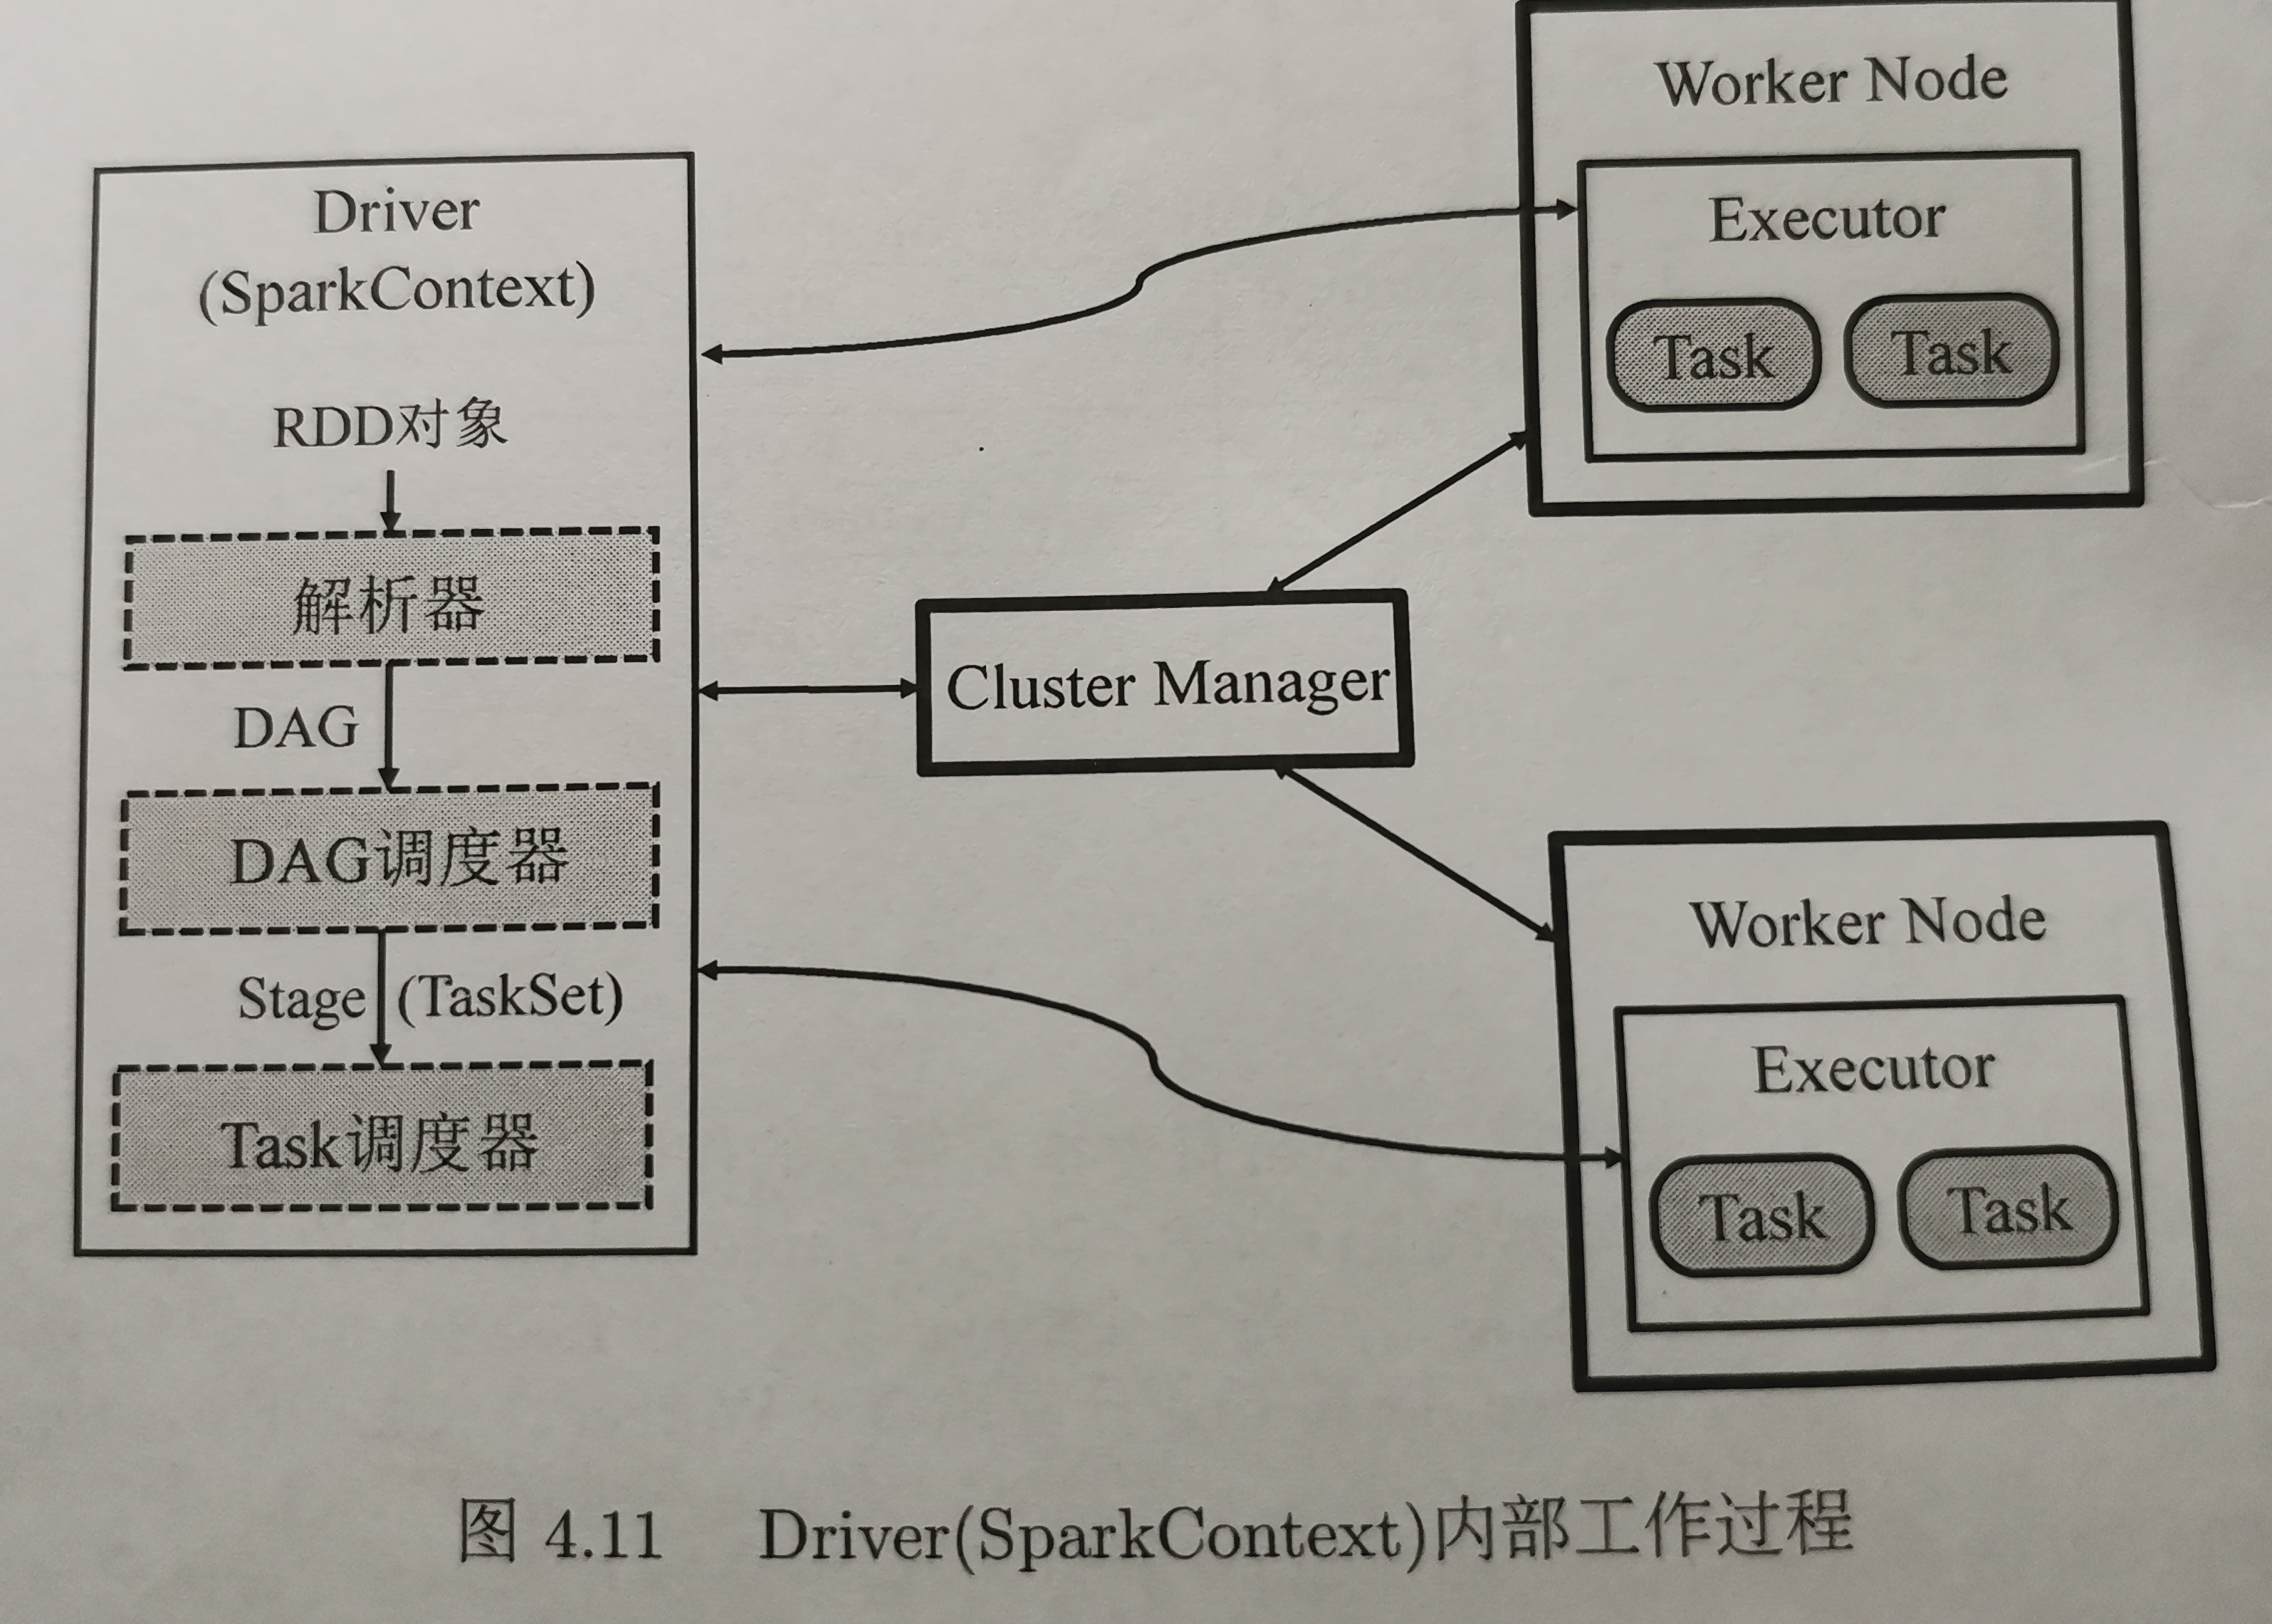 Driver
(SparkContext)
RDD对象
解析器
DAG
DAG调度器
Stage (TaskSet)
Task调度器
Cluster Manager
Worker Node
Executor
Task Task
Worker Node
Executor
Task Task
图 4.11 Driver(SparkContext)内部工作过程